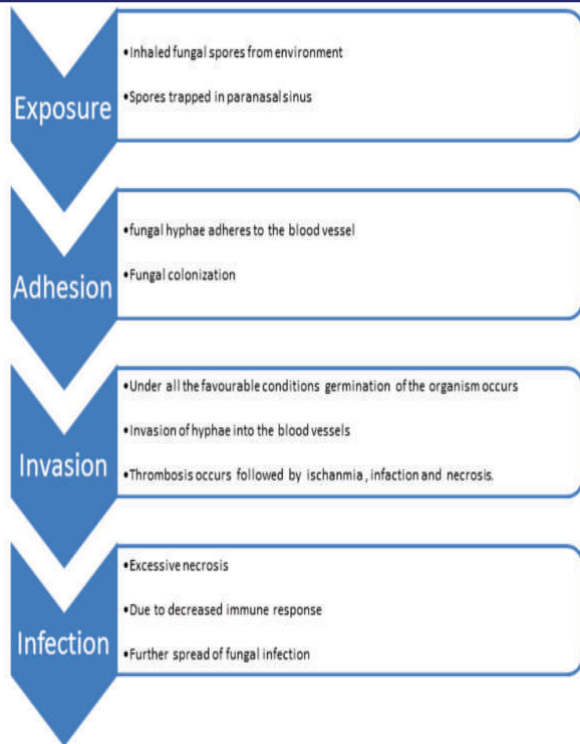 Exposure
•Inhaled fungal spores from environment
•Spores trapped in paranasal sinus
Adhesion
•fungal hyphae adheres to the blood vessel
•Fungal colonization
Invasion
•Under all the favourable conditions germination of the organism occurs
•Invasion of hyphae into the blood vessels
•Thrombosis occurs followed by ischanmia , infaction and necrosis.
Infection
•Excessive necrosis
•Due to decreased immune response
•Further spread of fungal infection